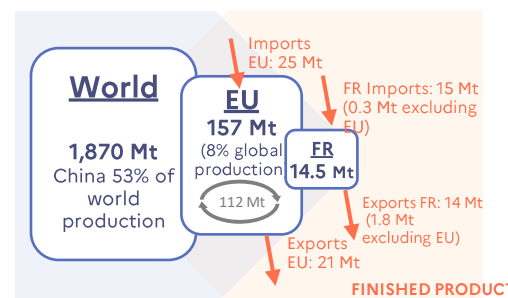 World
1,870 Mt
China 53% of
world
production
Imports
EU: 25 Mt
EU
157 Mt
(8% global
production
112 Mt
Exports
EU: 21 Mt
FR Imports: 15 Mt
(0.3 Mt excluding
EU)
FR
14.5 Mt
Exports FR: 14 Mt
(1.8 Mt
excluding EU)
FINISHED PRODUCT